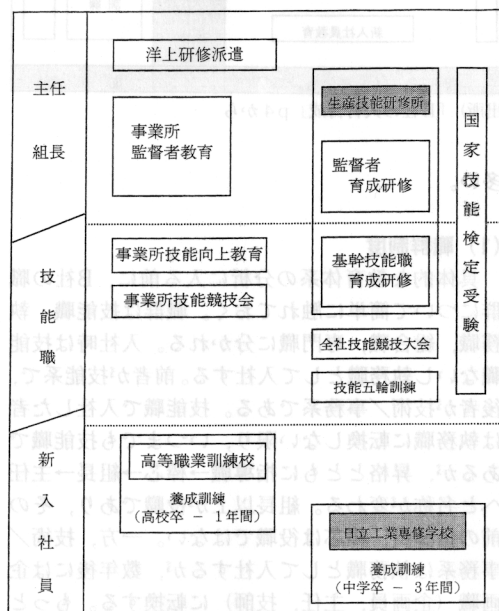 洋上研修派遣
主任
組長
事業所
監督者教育
生産技能研修所
監督者
育成研修
国家技能検定受験
技能職
事業所技能向上教育
事業所技能競技会
基幹技能職
育成研修
会社技能競技大会
技能五輪訓練
新入社員
高等職業訓練校
養成訓練
(高校卒 − 1年間)
日立工業専修学校
養成訓練
(中学卒 − 3年間)